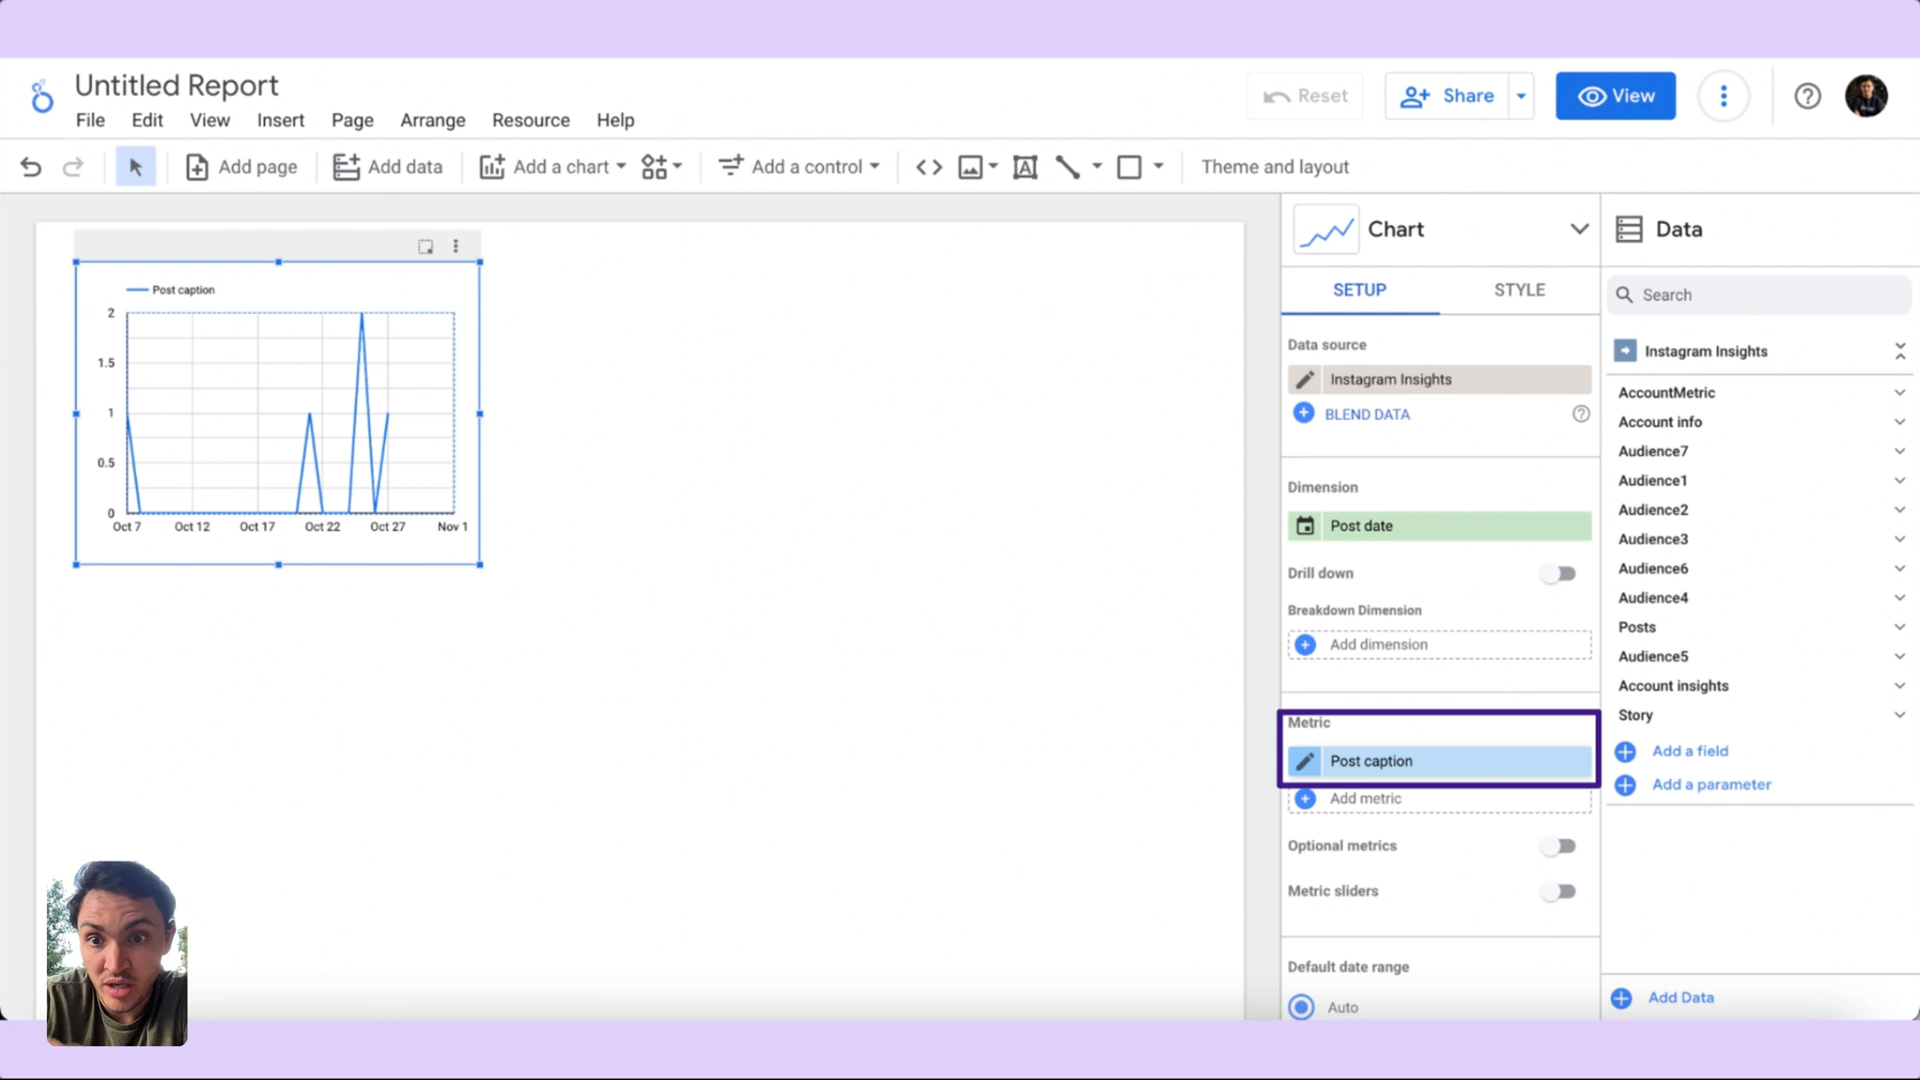 Untitled Report
File Edit View Insert Page Arrange Resource Help
Reset
Share
View
Add page
Add data
Add a chart
Add a control
Theme and layout
Post caption
2
1.5
1
0.5
0
Oct 7 Oct 12 Oct 17 Oct 22 Oct 27 Nov 1
Chart
SETUP STYLE
Data source
Instagram Insights
BLEND DATA
Dimension
Post date
Drill down
Breakdown Dimension
Add dimension
Metric
Post caption
Add metric
Optional metrics
Metric sliders
Default date range
Auto
Data
Search
Instagram Insights
AccountMetric
Account info
Audience7
Audience1
Audience2
Audience3
Audience6
Audience4
Posts
Audience5
Account insights
Story
Add a field
Add a parameter
Add Data